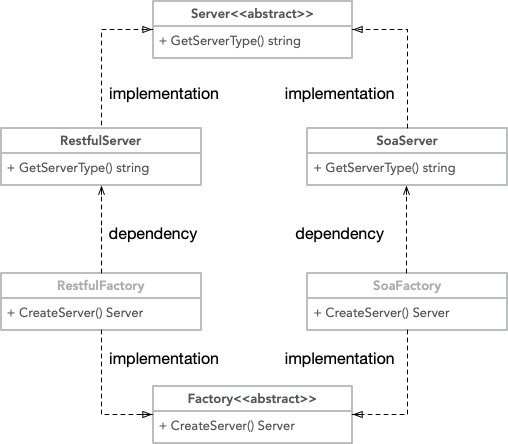 Server<<abstract>>
+ GetServerType() string
implementation
implementation
RestfulServer
+ GetServerType() string
SoaServer
+ GetServerType() string
dependency
dependency
RestfulFactory
+ CreateServer() Server
SoaFactory
+ CreateServer() Server
implementation
implementation
Factory<<abstract>>
+ CreateServer() Server